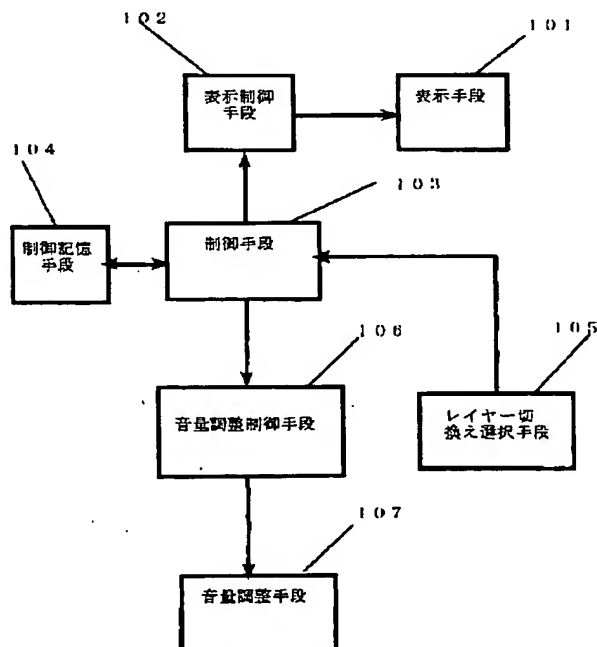 102
101
表示制御
手段
表示手段
104
103
制御記憶
手段
制御手段
106
105
音量調整制御手段
レイヤー切
換え選択手段
107
音量調整手段